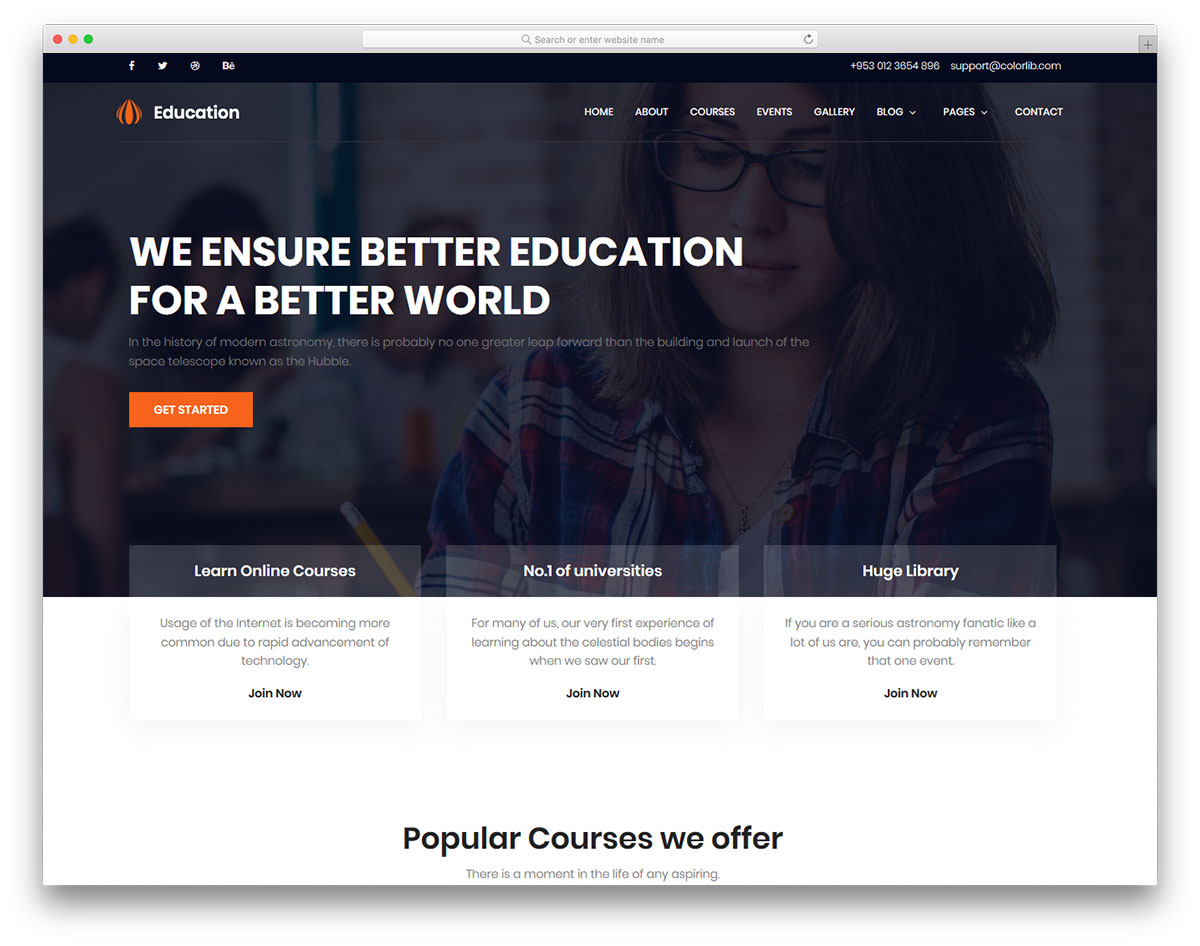 Search or enter website name
+953 012 3654 896 support@colorlib.com
Education
HOME ABOUT COURSES EVENTS GALLERY BLOG PAGES CONTACT
WE ENSURE BETTER EDUCATION
FOR A BETTER WORLD
In the history of modern astronomy, there is probably no one greater leap forward than the building and launch of the
space telescope known as the Hubble.
GET STARTED
Learn Online Courses
Usage of the Internet is becoming more
common due to rapid advancement of
technology.
Join Now
No.1 of universities
For many of us, our very first experience of
learning about the celestial bodies begins
when we saw our first.
Join Now
Huge Library
If you are a serious astronomy fanatic like a
lot of us are, you can probably remember
that one event.
Join Now
Popular Courses we offer
There is a moment in the life of any aspiring.